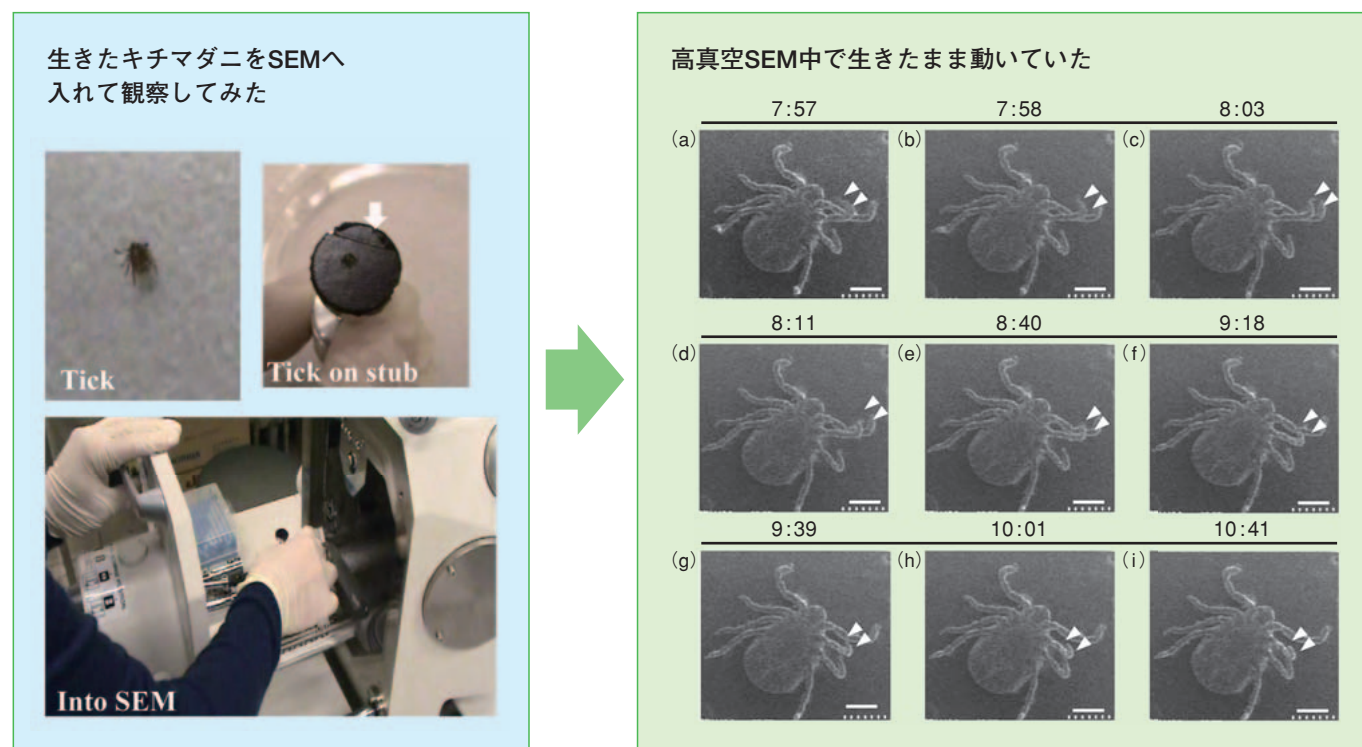 生きたキチマダニをSEMへ
入れて観察してみた
Tick
Tick on stub
Into SEM
高真空SEM中で生きたまま動いていた
7:57 7:58 8:03
(a) (b) (c)
8:11 8:40 9:18
(d) (e) (f)
9:39 10:01 10:41
(g) (h) (i)